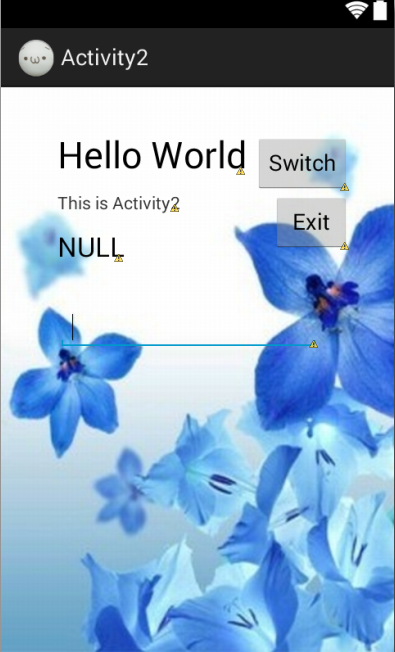 Activity2
Hello World
Switch
This is Activity2
Exit
NULL